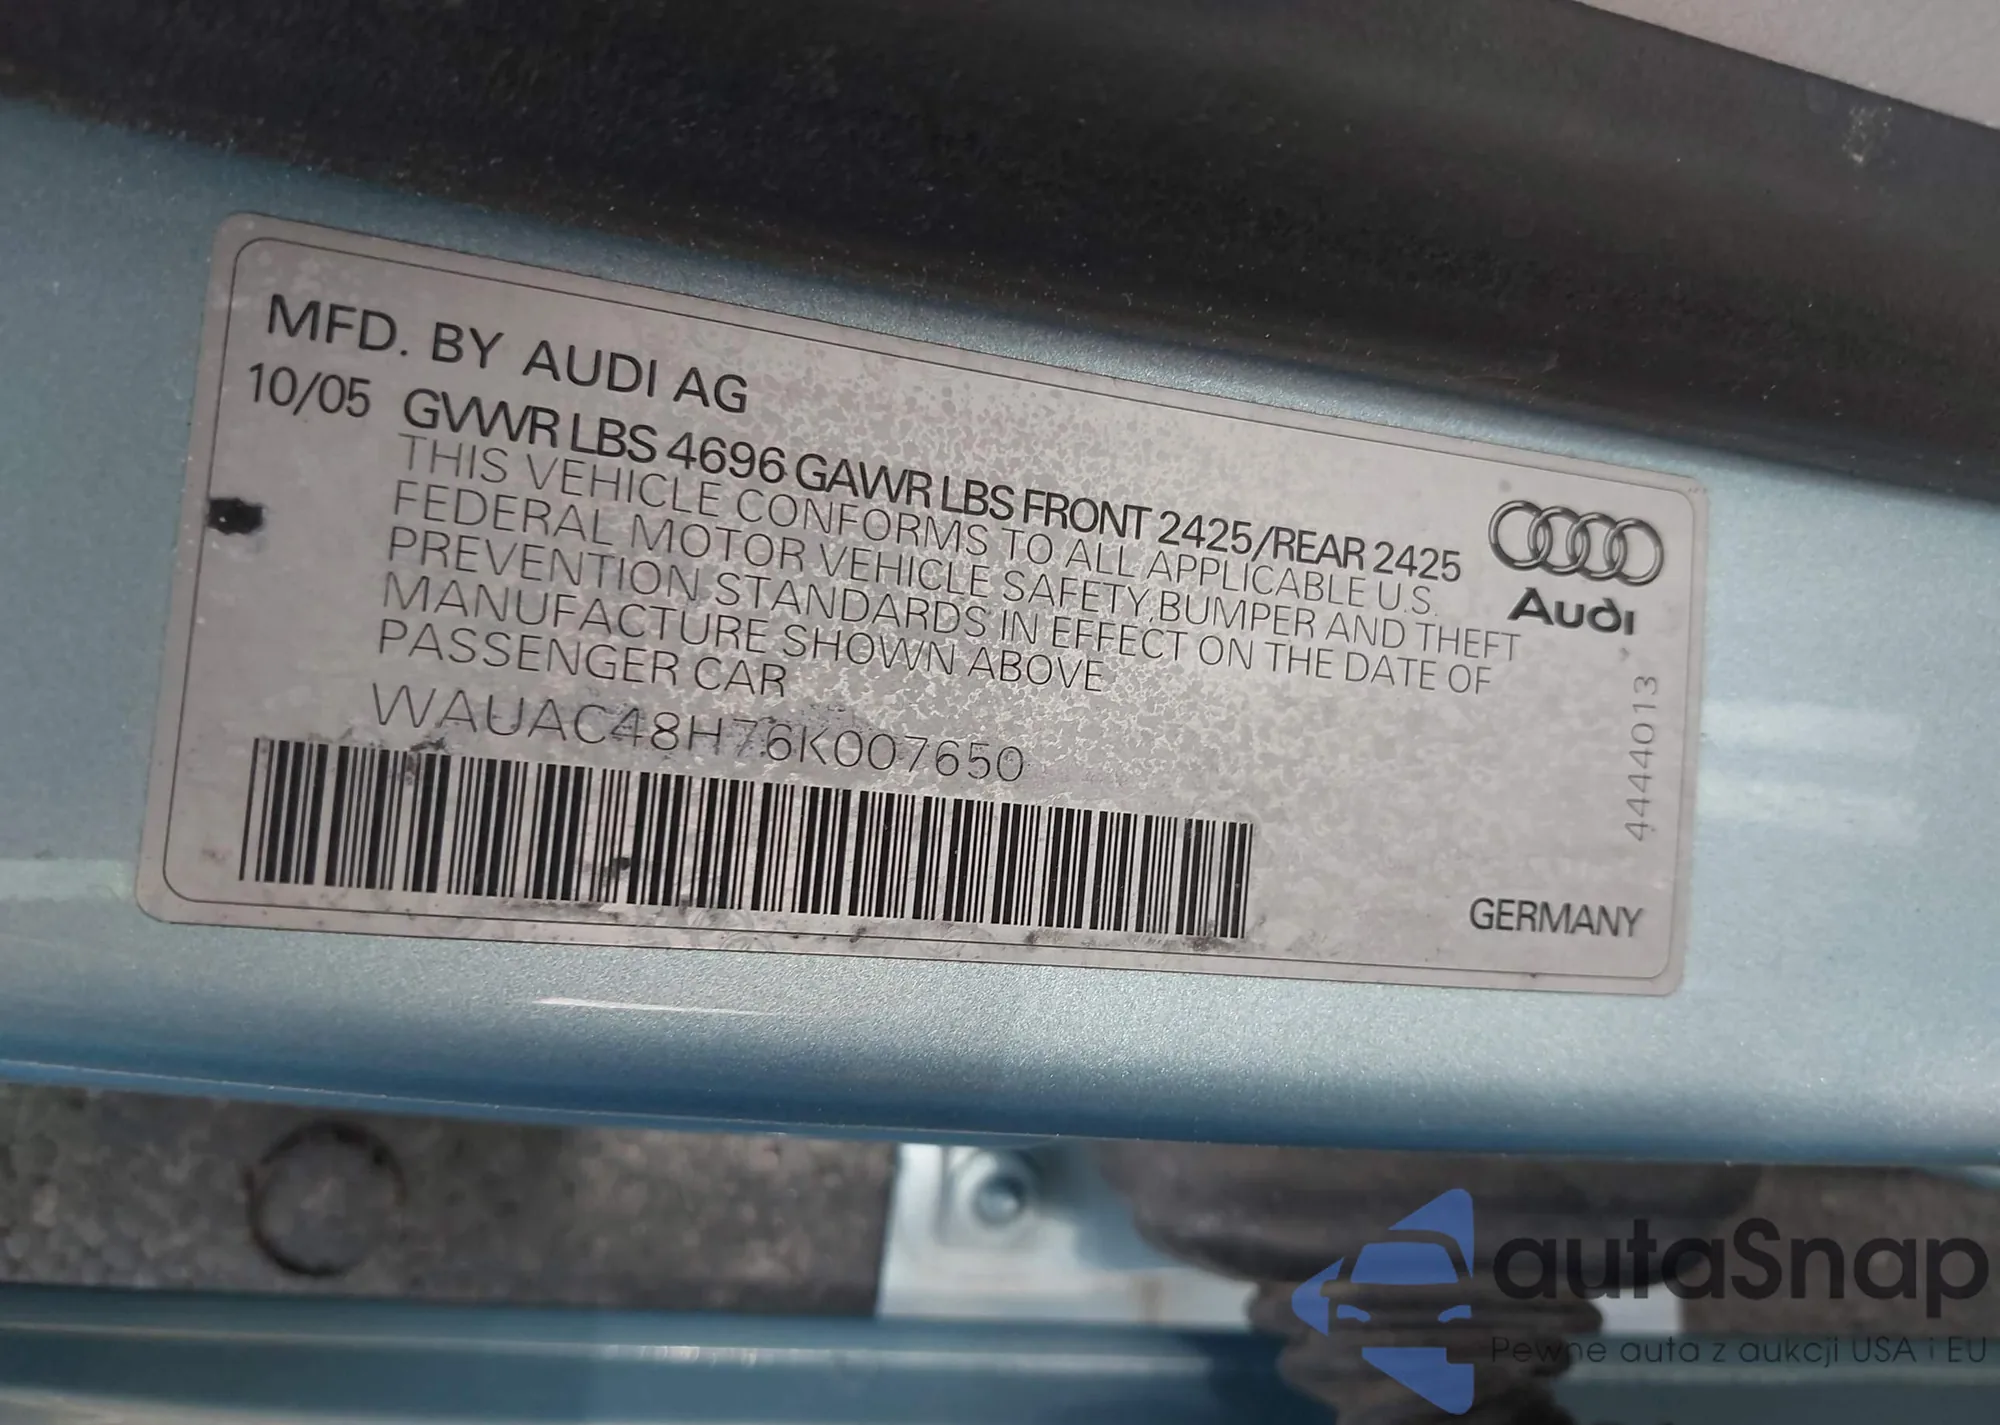 MFD. BY AUDI AG
10/05 GVWR LBS 4696 GAWR LBS FRONT 2425/REAR 2425
THIS VEHICLE CONFORMS TO ALL APPLICABLE U.S.
FEDERAL MOTOR VEHICLE SAFETY,BUMPER AND THEFT
PREVENTION STANDARDS IN EFFECT ON THE DATE OF
MANUFACTURE SHOWN ABOVE
PASSENGER CAR
WAUAC48H76K007650
Audi
4444013
GERMANY
autaSnap
Pewne auta z aukcji USA i EU